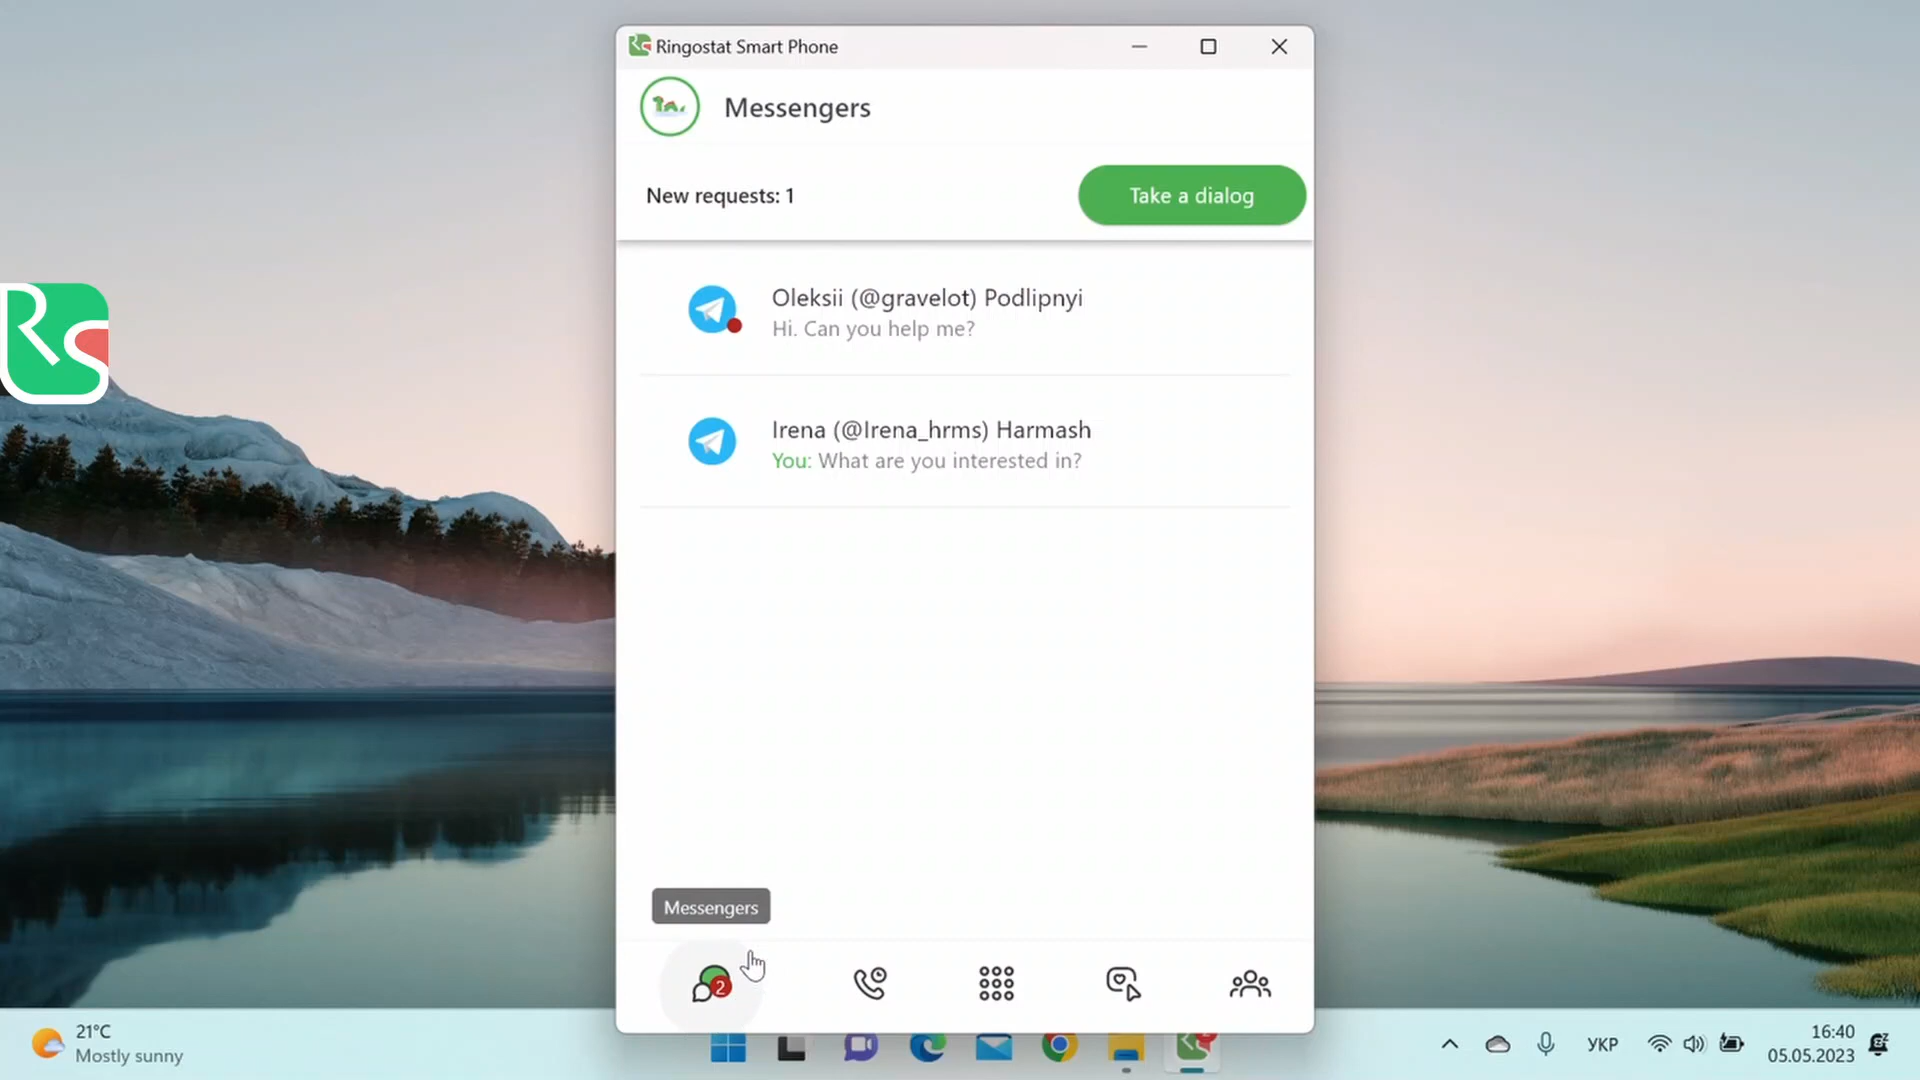 Ringostat Smart Phone
Messengers
New requests: 1
Take a dialog
Oleksii (@gravelot) Podlipnyi
Hi. Can you help me?
Irena (@Irena_hrms) Harmash
You: What are you interested in?
Messengers
2
21°C
Mostly sunny
УКР
16:40
05.05.2023